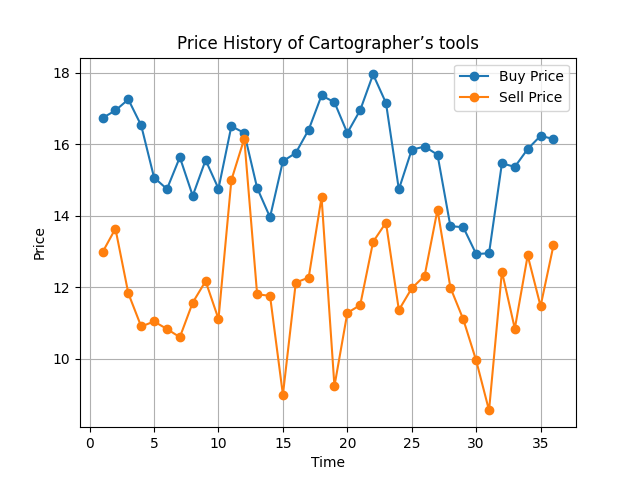 Price History of Cartographer’s tools
Buy Price
Sell Price
18
16
14
12
10
Price
0 5 10 15 20 25 30 35
Time